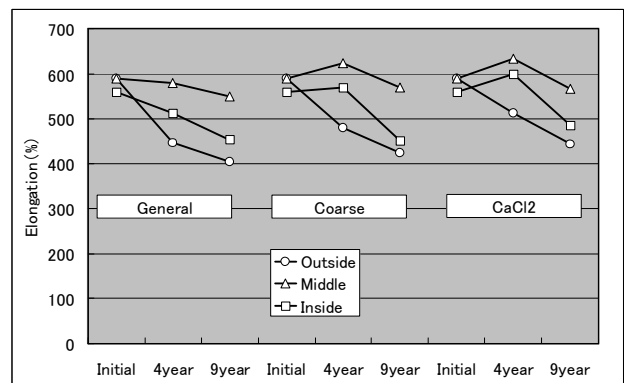 700
600
500
400
300
200
100
0
Elongation(%)
General
Coarse
CaCl2
Outside
Middle
Inside
Initial 4year 9year Initial 4year 9year Initial 4year 9year